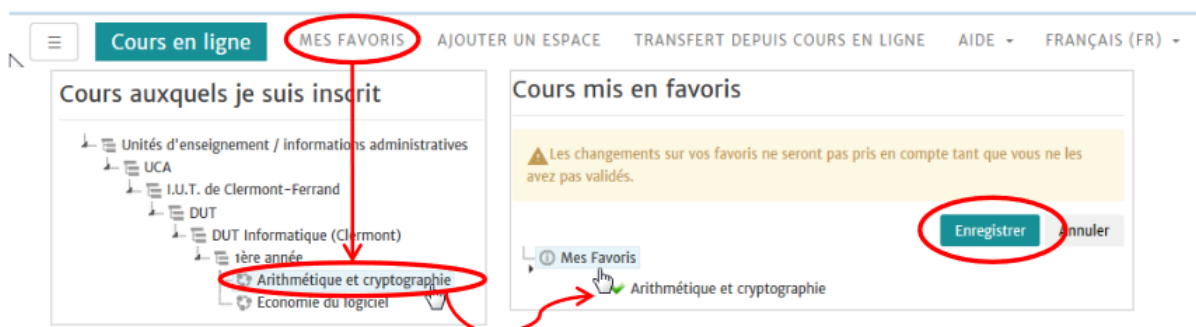 Cours en ligne MES FAVORIS AJOUTER UN ESPACE TRANSFERT DEPUIS COURS EN LIGNE AIDE FRANÇAIS (FR)
Cours auxquels je suis inscrit
Unités d'enseignement / informations administratives
UCA
I.U.T. de Clermont-Ferrand
DUT
DUT Informatique (Clermont)
1ère année
Arithmétique et cryptographie
Economie du logiciel
Cours mis en favoris
Les changements sur vos favoris ne seront pas pris en compte tant que vous ne les
avez pas validés.
Enregistrer Annuler
Mes Favoris
Arithmétique et cryptographie